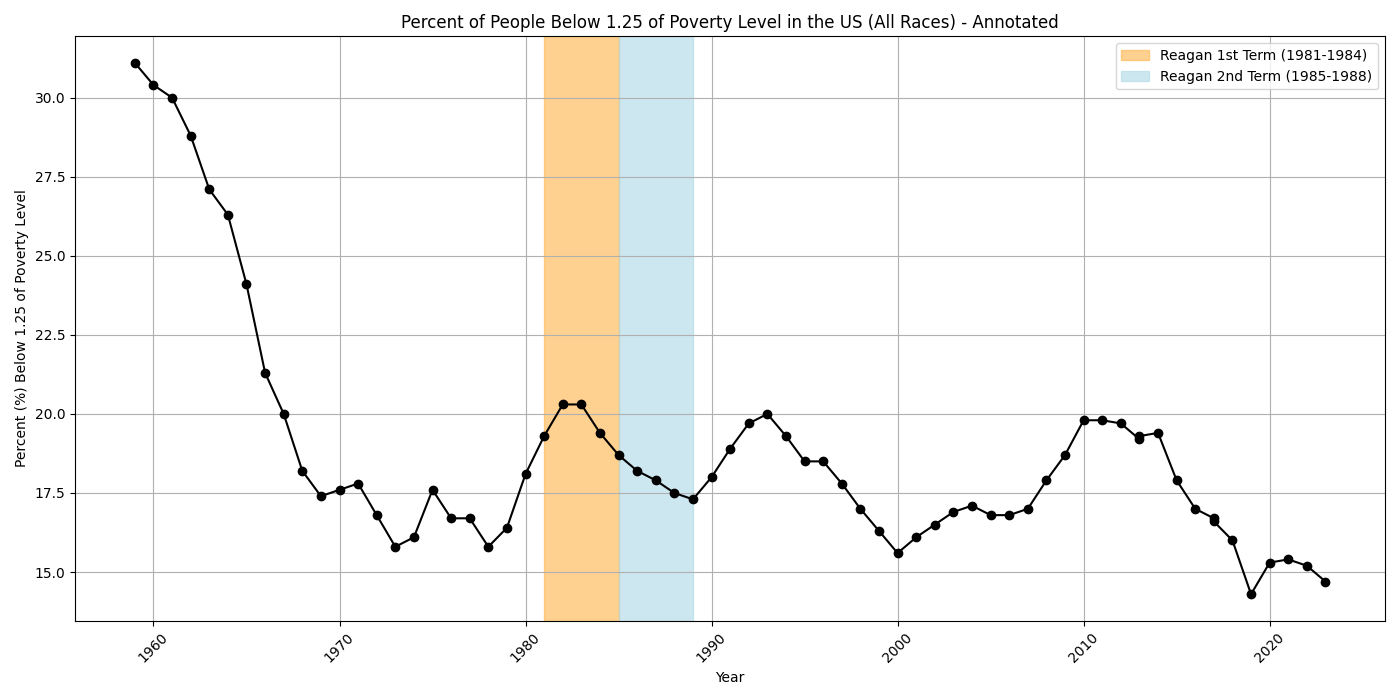 Percent of People Below 1.25 of Poverty Level in the US (All Races) - Annotated
Reagan 1st Term (1981-1984)
Reagan 2nd Term (1985-1988)
Percent (%) Below 1.25 of Poverty Level
30.0
27.5
25.0
22.5
20.0
17.5
15.0
1960
1970
1980
1990
2000
2010
2020
Year